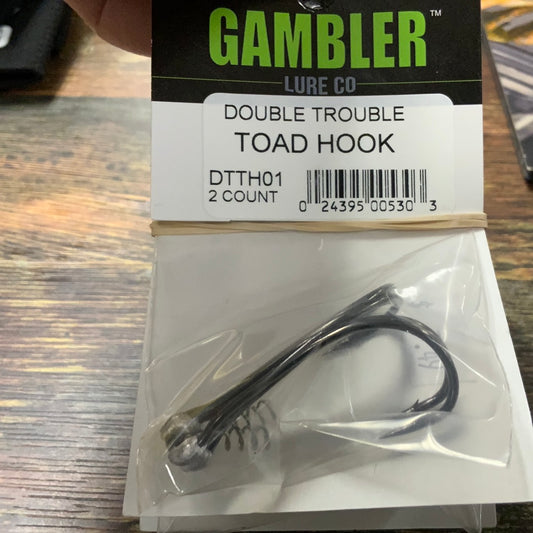 GAMBLER™
LURE CO
DOUBLE TROUBLE
TOAD HOOK
DTTH01
2 COUNT
0 24395 00530 3